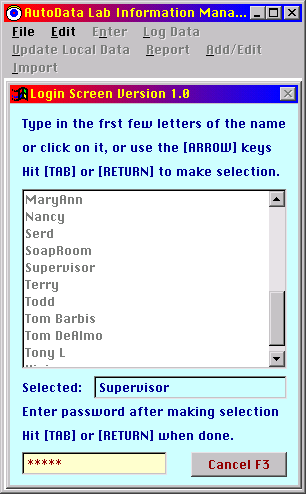 AutoData Lab Information Mana...
File Edit Enter Log Data
Update Local Data Report Add/Edit
Import
Login Screen Version 1.0
Type in the frst few letters of the name
or click on it, or use the [ARROW] keys
Hit [TAB] or [RETURN] to make selection.
MaryAnn
Nancy
Serd
SoapRoom
Supervisor
Terry
Todd
Tom Barbis
Tom DeAlmo
Tony L
Selected: Supervisor
Enter password after making selection
Hit [TAB] or [RETURN] when done.
*****
Cancel F3